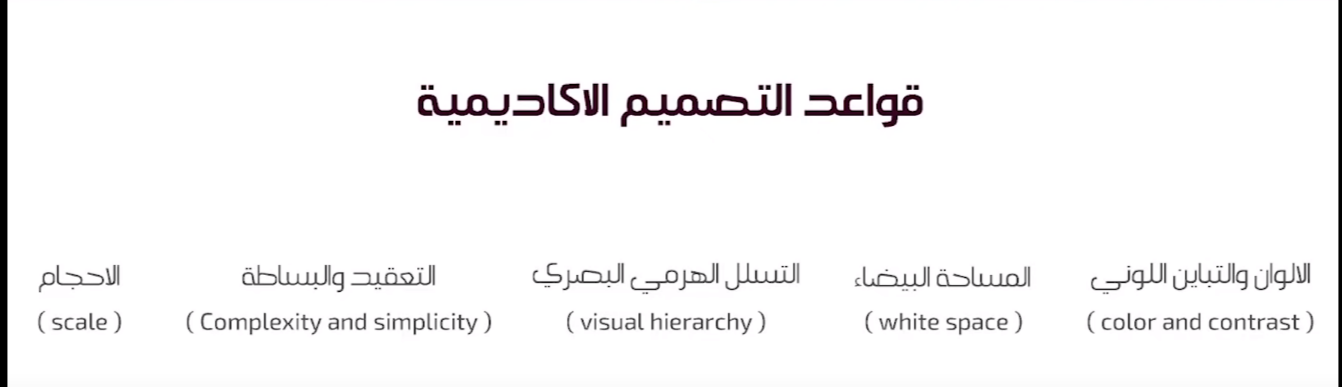 قواعد التصميم الاكاديمية
الالوان والتباين اللوني
( color and contrast )
المساحة البيضاء
( white space )
التسلل الهرمي البصري
( visual hierarchy )
التعقيد والبساطة
( Complexity and simplicity )
الاحجام
( scale )